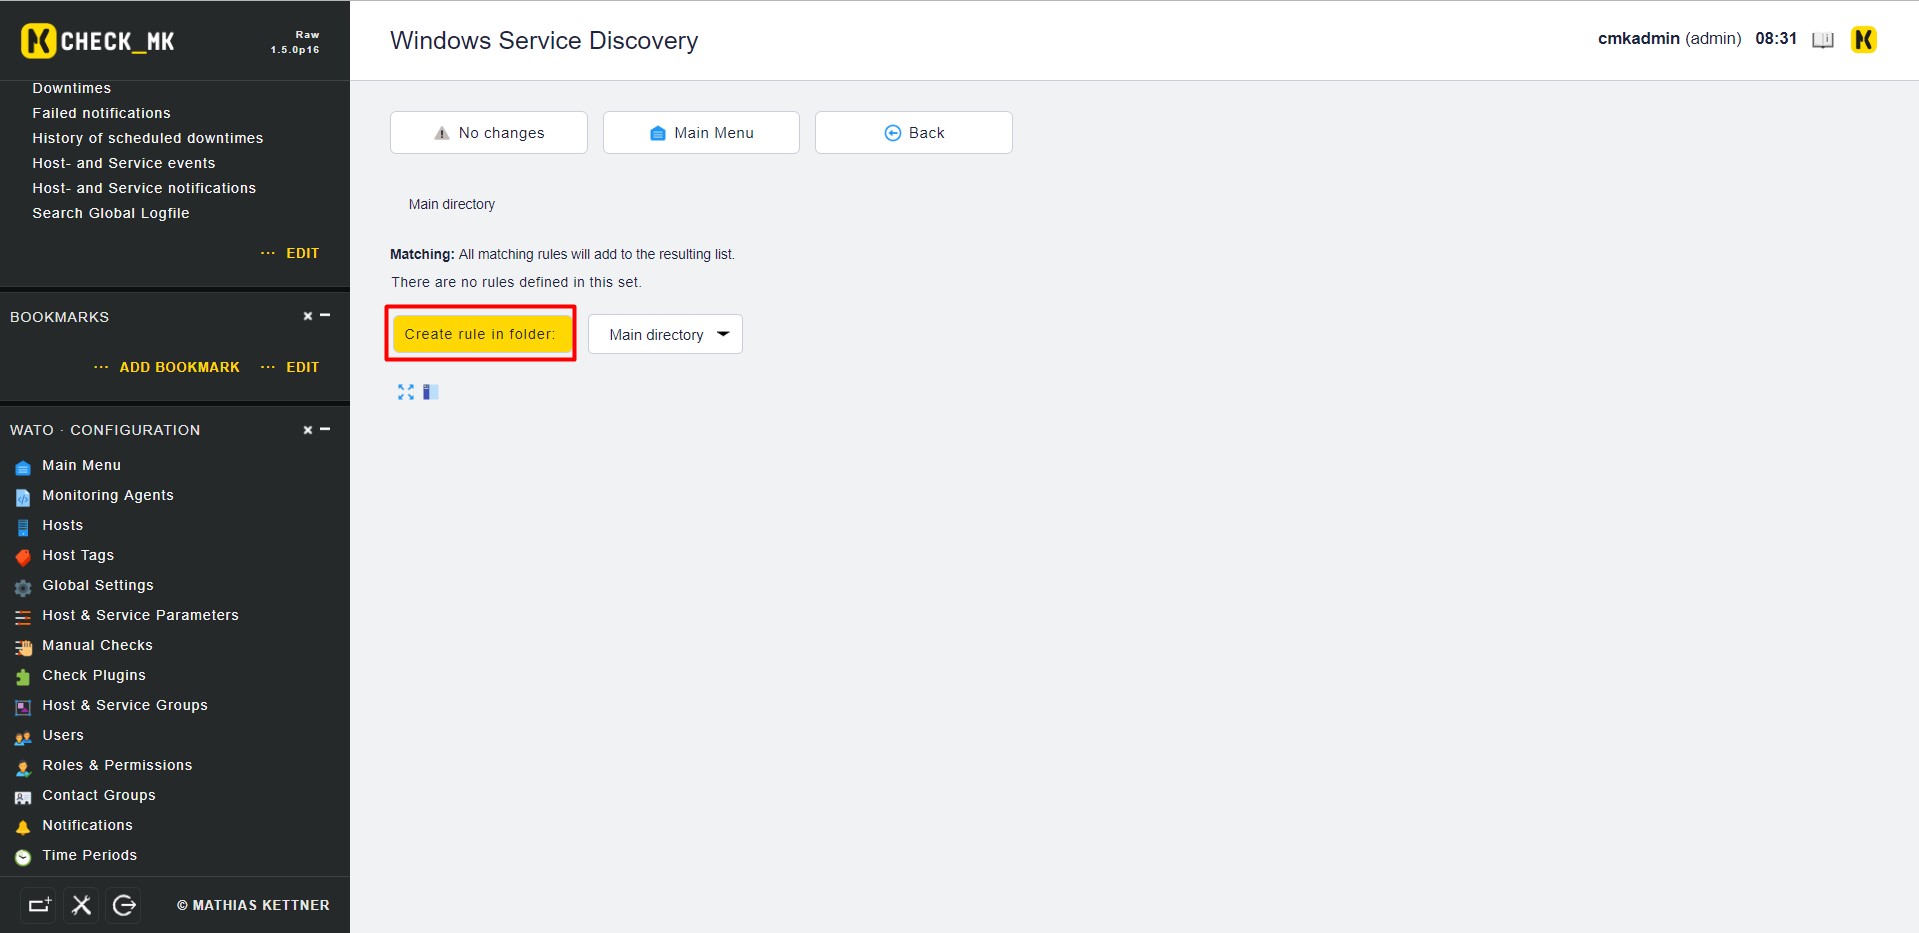 CHECK_MK
Raw
1.5.0p16
Downtimes
Failed notifications
History of scheduled downtimes
Host- and Service events
Host- and Service notifications
Search Global Logfile
··· EDIT
BOOKMARKS
··· ADD BOOKMARK ··· EDIT
WATO · CONFIGURATION
Main Menu
Monitoring Agents
Hosts
Host Tags
Global Settings
Host & Service Parameters
Manual Checks
Check Plugins
Host & Service Groups
Users
Roles & Permissions
Contact Groups
Notifications
Time Periods
© MATHIAS KETTNER
Windows Service Discovery
cmkadmin (admin) 08:31
No changes
Main Menu
Back
Main directory
Matching: All matching rules will add to the resulting list.
There are no rules defined in this set.
Create rule in folder:
Main directory